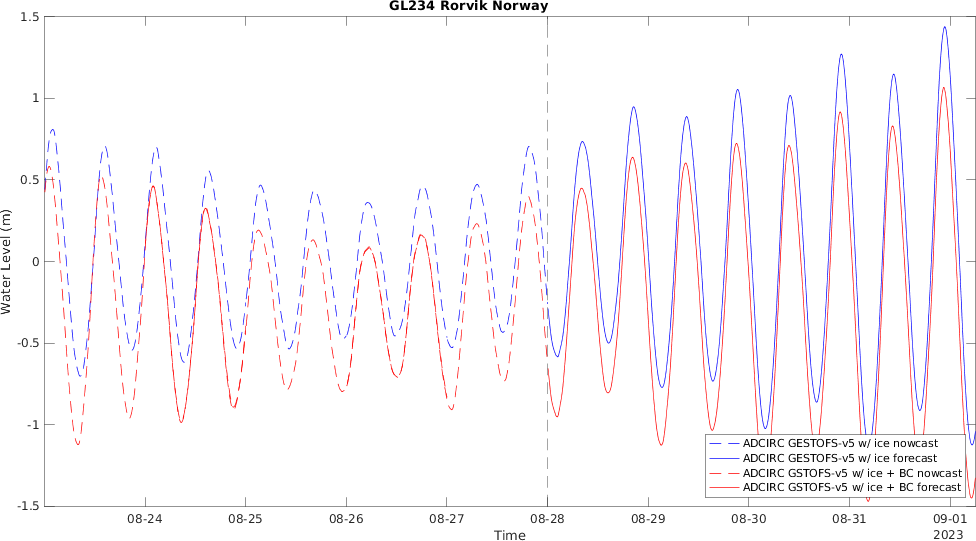 GL234 Rorvik Norway
1.5
1
0.5
0
-0.5
-1
-1.5
Water Level (m)
ADCIRC GESTOFS-v5 w/ ice nowcast
ADCIRC GESTOFS-v5 w/ ice forecast
ADCIRC GSTOFS-v5 w/ ice + BC nowcast
ADCIRC GSTOFS-v5 w/ ice + BC forecast
08-24 08-25 08-26 08-27 08-28 08-29 08-30 08-31 09-01
2023
Time